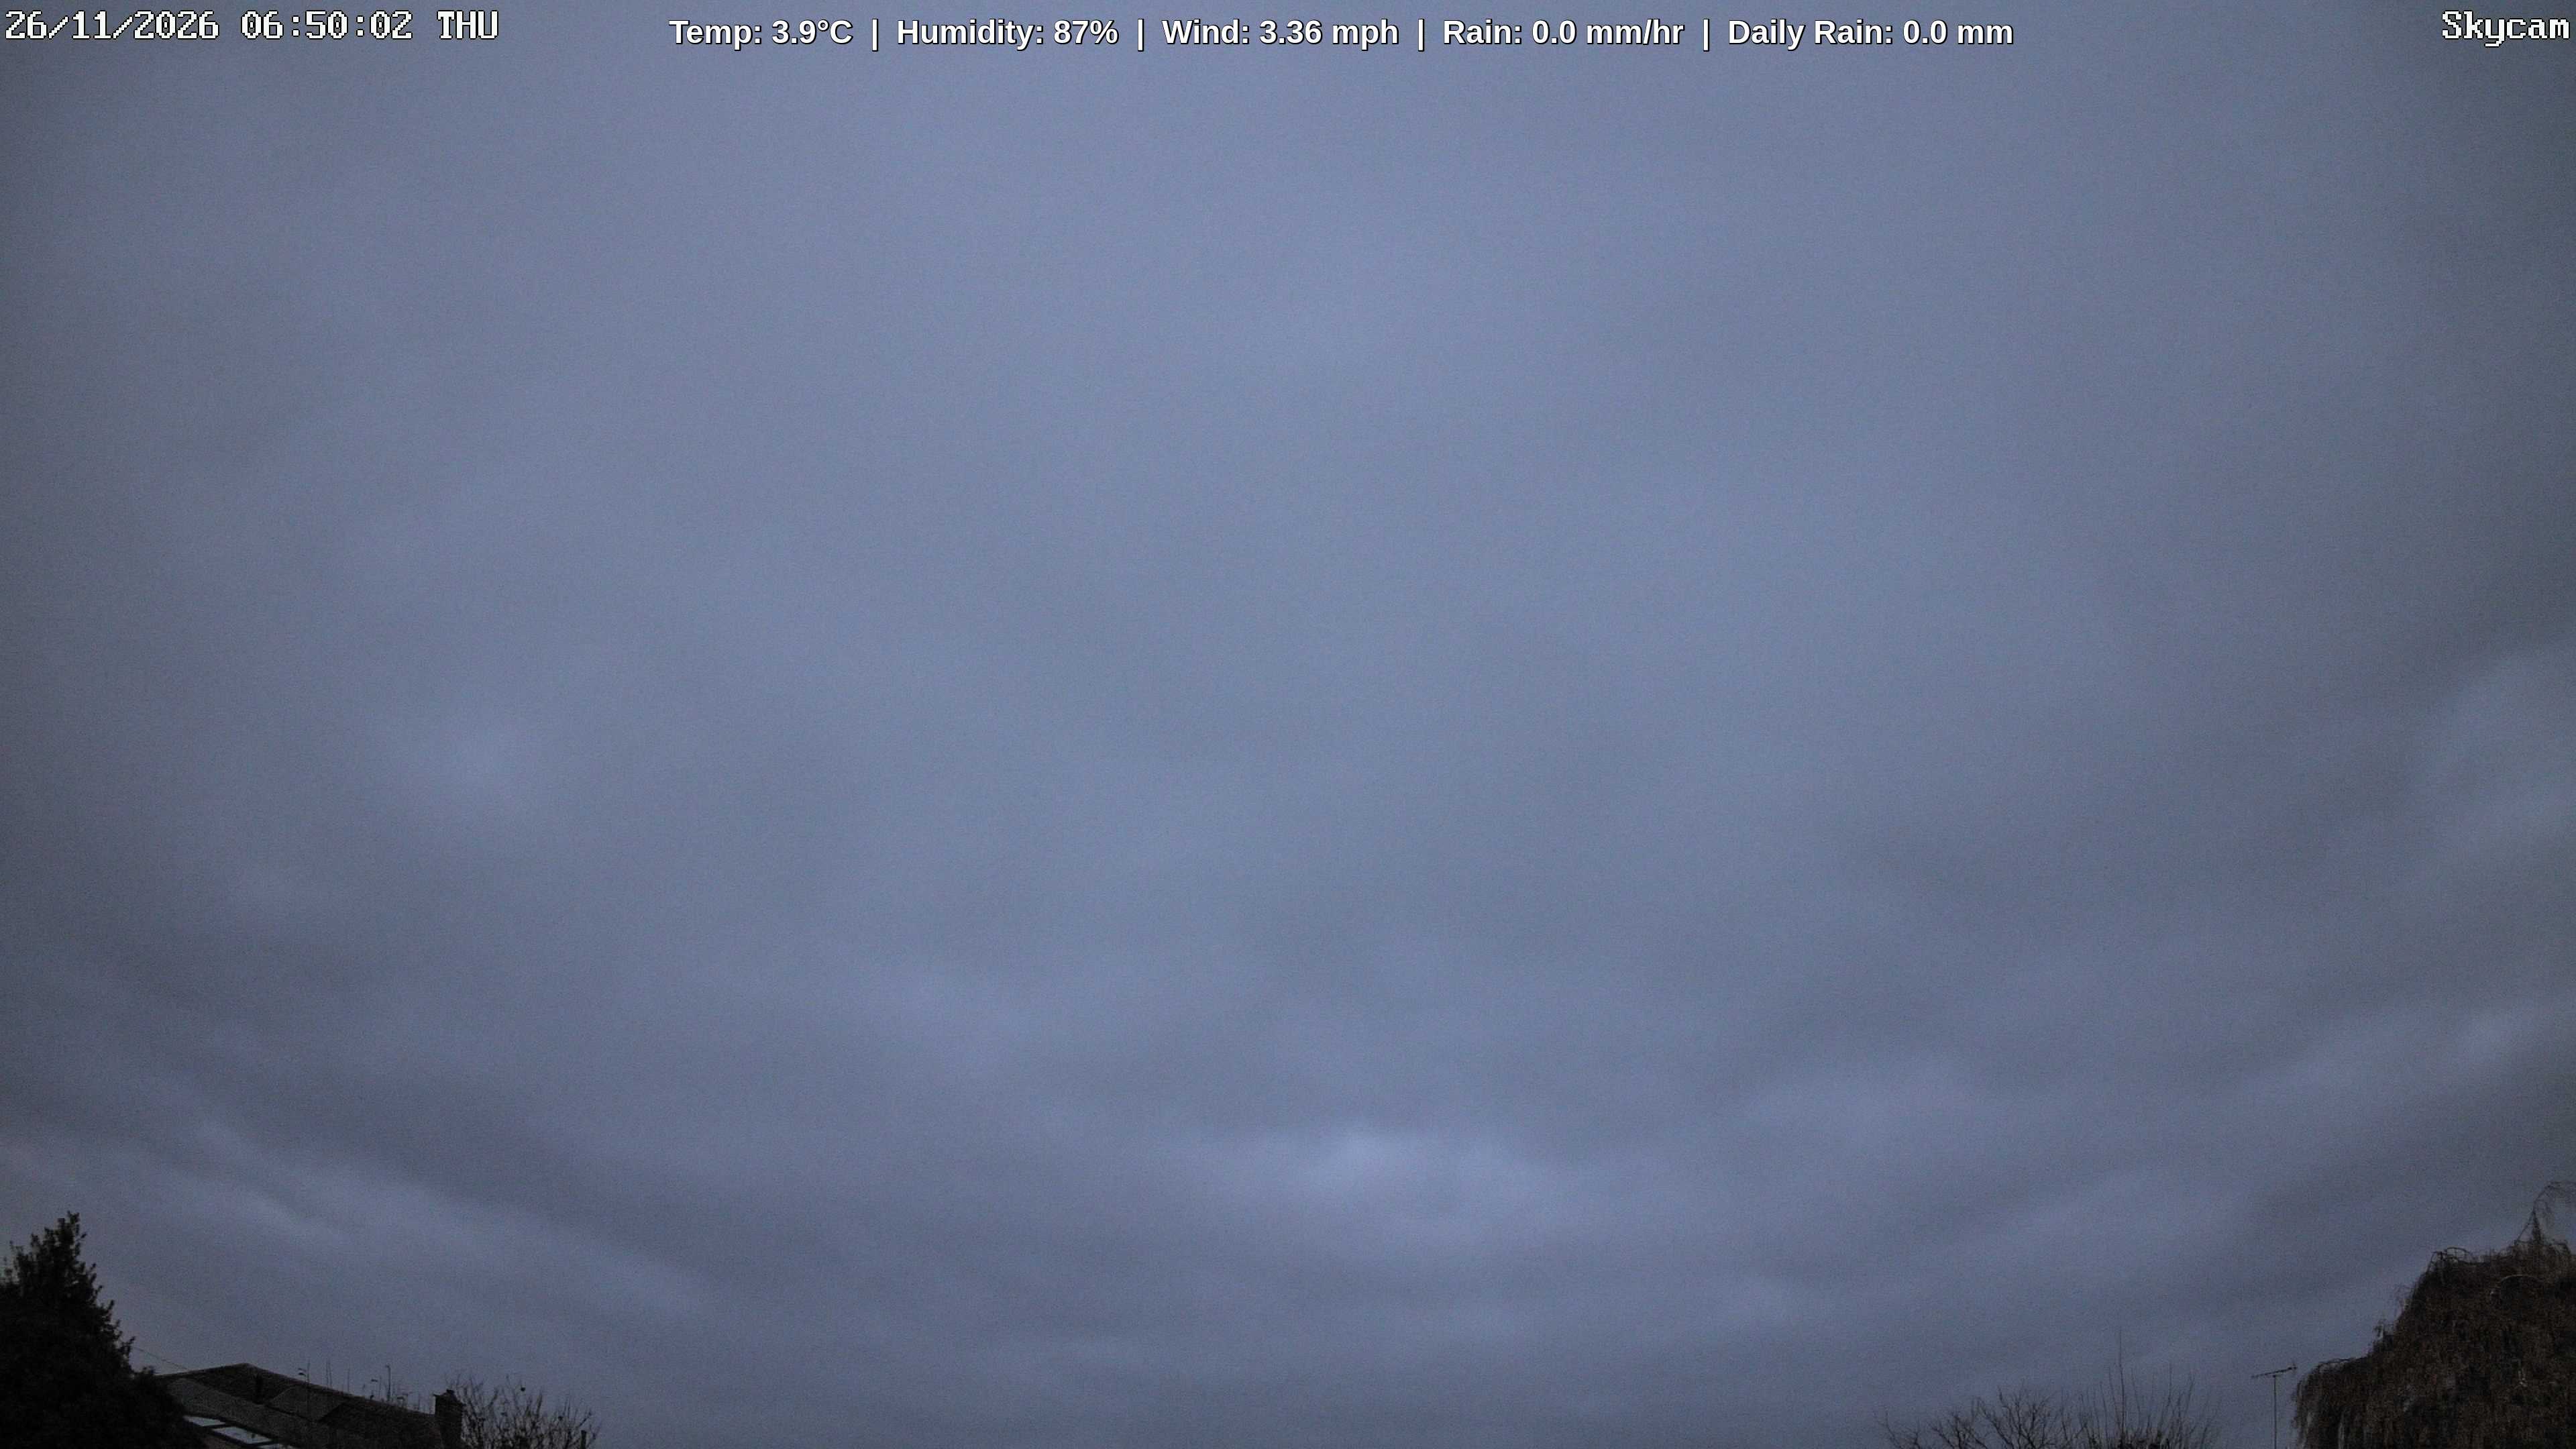 26/11/2026 06:50:02 THU
Temp: 3.9°C | Humidity: 87% | Wind: 3.36 mph | Rain: 0.0 mm/hr | Daily Rain: 0.0 mm
Skycam